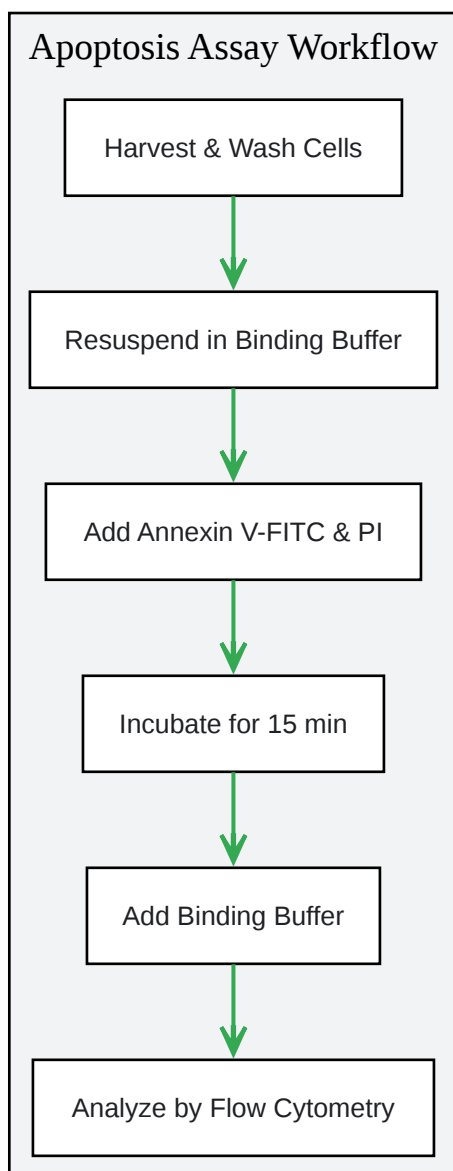 Apoptosis Assay Workflow
Harvest & Wash Cells
Resuspend in Binding Buffer
Add Annexin V-FITC & PI
Incubate for 15 min
Add Binding Buffer
Analyze by Flow Cytometry